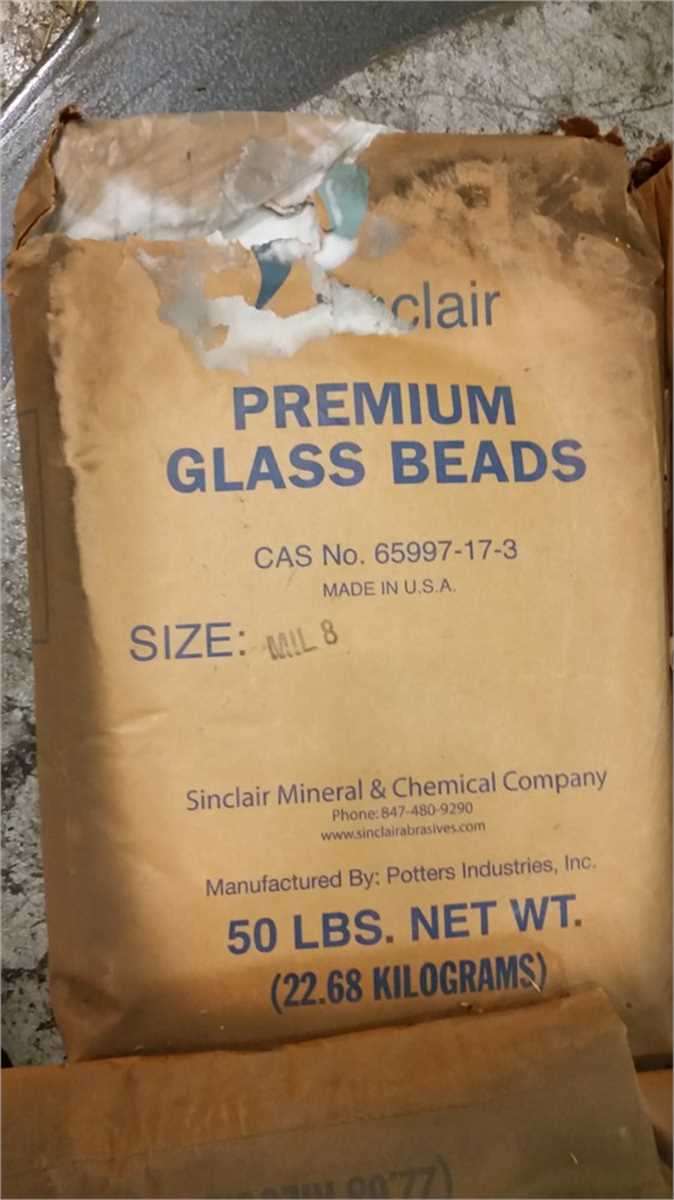 clair
PREMIUM
GLASS BEADS
CAS No. 65997-17-3
MADE IN U.S.A.
SIZE: MIL 8
Sinclair Mineral & Chemical Company
Phone: 847-480-9290
www.sinclairabrasives.com
Manufactured By: Potters Industries, Inc.
50 LBS. NET WT.
(22.68 KILOGRAMS)